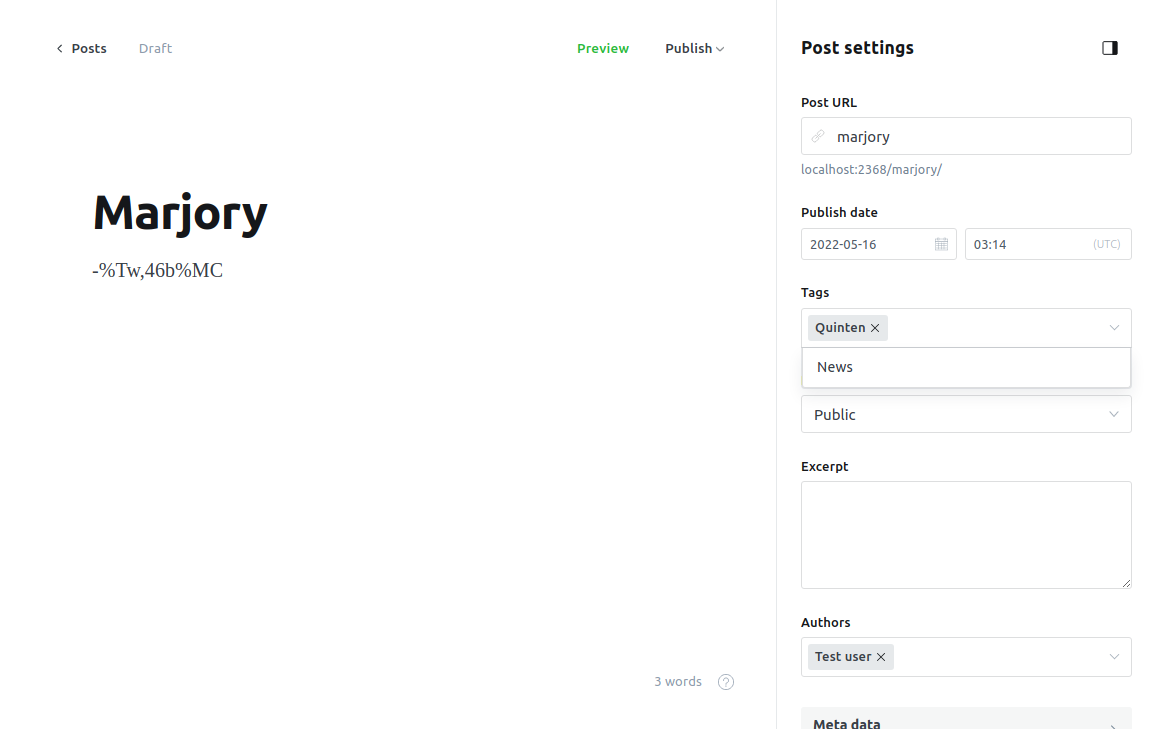 Posts Draft Preview Publish
Marjory
-%Tw,46b%MC
3 words ?
Post settings
Post URL
marjory
localhost:2368/marjory/
Publish date
2022-05-16 03:14 (UTC)
Tags
Quinten
News
Public
Excerpt
Authors
Test user
Meta data